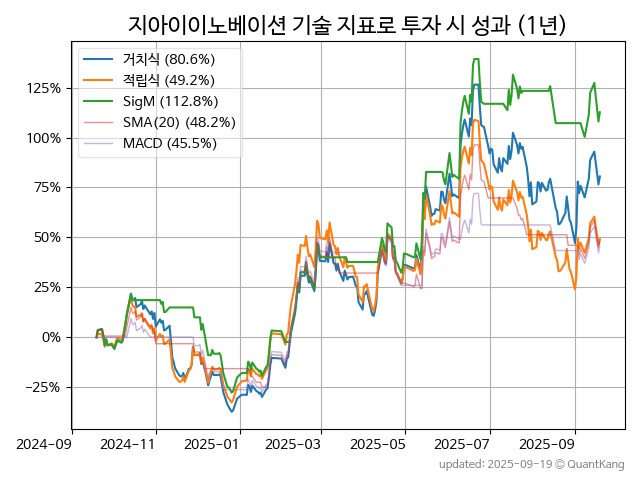 지아이이노베이션 기술 지표로 투자 시 성과 (1년)
거치식 (80.6%)
적립식 (49.2%)
SigM (112.8%)
SMA(20) (48.2%)
MACD (45.5%)
125%
100%
75%
50%
25%
0%
−25%
2024-09 2024-11 2025-01 2025-03 2025-05 2025-07 2025-09
updated: 2025-09-19 © QuantKang